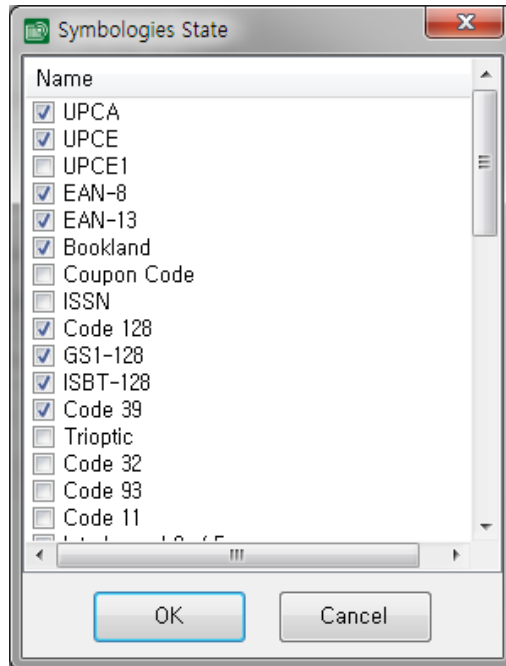 Symbologies State
Name
UPCA
UPCE
UPCE1
EAN-8
EAN-13
Bookland
Coupon Code
ISSN
Code 128
GS1-128
ISBT-128
Code 39
Trioptic
Code 32
Code 93
Code 11
OK
Cancel